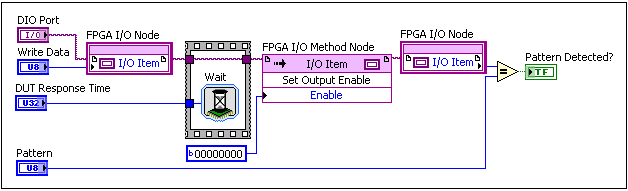 DIO Port
I/O
Write Data
U8
DUT Response Time
U32
Pattern
U8
FPGA I/O Node
I/O Item
Wait
b00000000
FPGA I/O Method Node
I/O Item
Set Output Enable
Enable
FPGA I/O Node
I/O Item
=
Pattern Detected?
TF